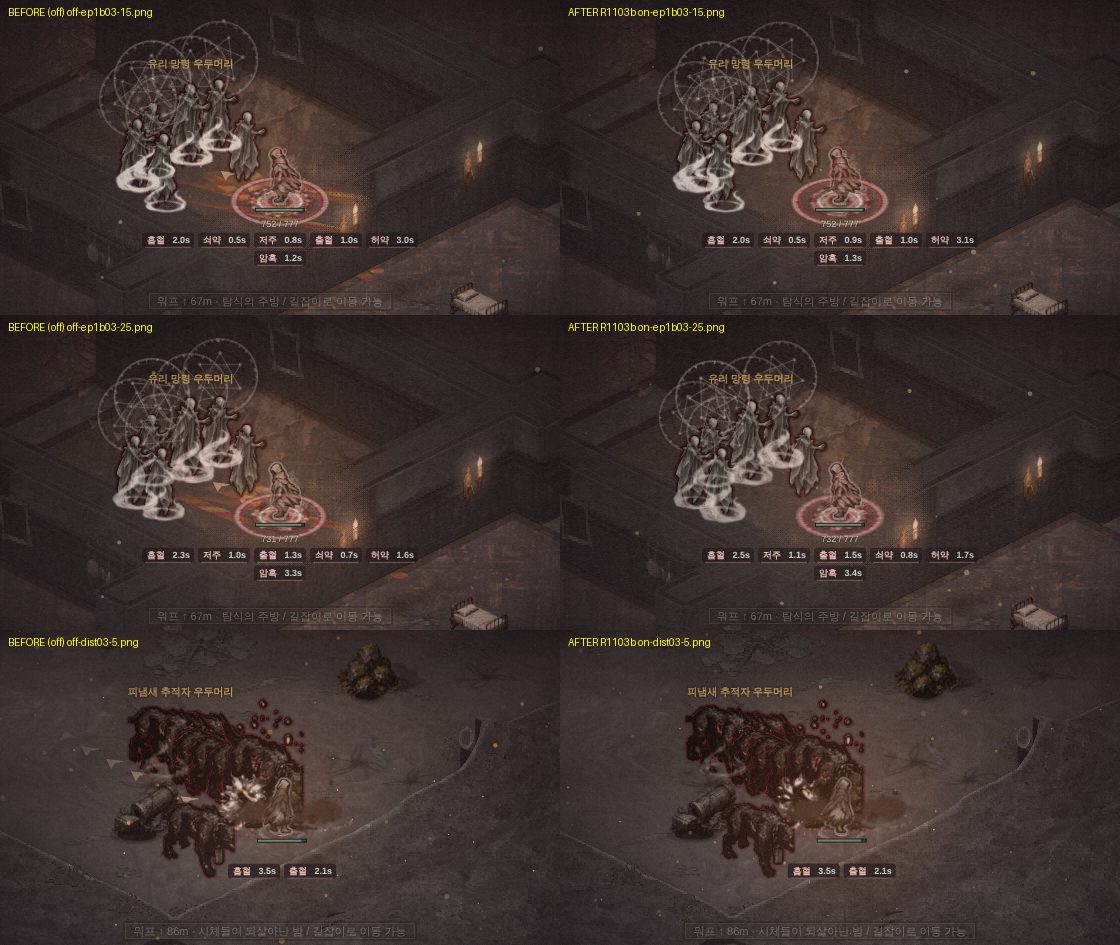 BEFORE (off) off-ep1b03-15.png
유리 망령 우두머리
752 / 777
흡혈 2.0s 쇠약 0.5s 저주 0.8s 출혈 1.0s 허약 3.0s
암흑 1.2s
워프 ↑ 67m · 탐식의 주방 / 길잡이로 이동 가능
AFTER R1103b on-ep1b03-15.png
유리 망령 우두머리
752 / 777
흡혈 2.0s 쇠약 0.5s 저주 0.9s 출혈 1.0s 허약 3.1s
암흑 1.3s
워프 ↑ 67m · 탐식의 주방 / 길잡이로 이동 가능
BEFORE (off) off-ep1b03-25.png
유리 망령 우두머리
731 / 777
흡혈 2.3s 저주 1.0s 출혈 1.3s 쇠약 0.7s 허약 1.6s
암흑 3.3s
워프 ↑ 67m · 탐식의 주방 / 길잡이로 이동 가능
AFTER R1103b on-ep1b03-25.png
유리 망령 우두머리
732 / 777
흡혈 2.5s 저주 1.1s 출혈 1.5s 쇠약 0.8s 허약 1.7s
암흑 3.4s
워프 ↑ 67m · 탐식의 주방 / 길잡이로 이동 가능
BEFORE (off) off-dist03-5.png
피냄새 추적자 우두머리
흡혈 3.5s 출혈 2.1s
워프 ↑ 86m · 시체들이 되살아난 밤 / 길잡이로 이동 가능
AFTER R1103b on-dist03-5.png
피냄새 추적자 우두머리
흡혈 3.5s 출혈 2.1s
워프 ↑ 86m · 시체들이 되살아난 밤 / 길잡이로 이동 가능